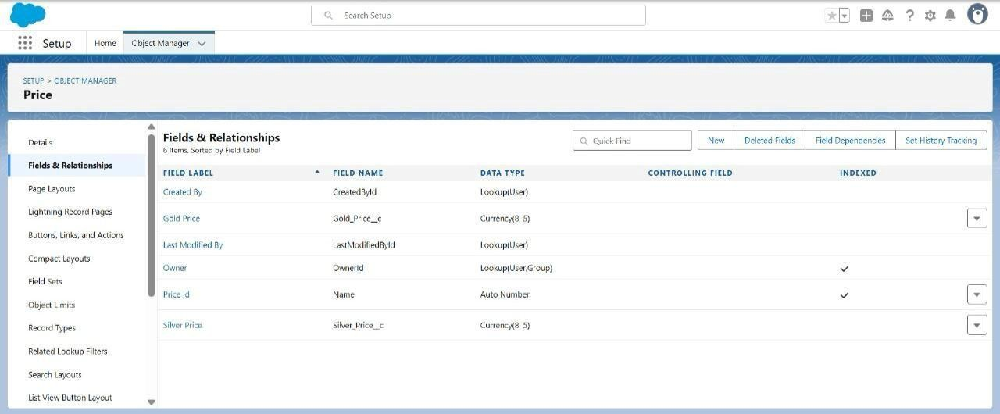 Search Setup
Setup
Home
Object Manager
SETUP > OBJECT MANAGER
Price
Details
Fields & Relationships
Page Layouts
Lightning Record Pages
Buttons, Links, and Actions
Compact Layouts
Field Sets
Object Limits
Record Types
Related Lookup Filters
Search Layouts
List View Button Layout
Fields & Relationships
6 Items, Sorted by Field Label
Quick Find
New
Deleted Fields
Field Dependencies
Set History Tracking
FIELD LABEL FIELD NAME DATA TYPE CONTROLLING FIELD INDEXED
Created By CreatedById Lookup(User)
Gold Price Gold_Price__c Currency(8, 5)
Last Modified By LastModifiedById Lookup(User)
Owner OwnerId Lookup(User,Group)
Price Id Name Auto Number
Silver Price Silver_Price__c Currency(8, 5)